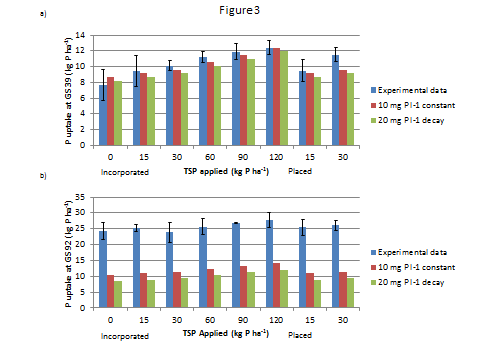 Figure3
a)
P uptake at GS39 (kg P ha-1)
14
12
10
8
6
4
2
0
0 15 30 60 90 120 15 30
Incorporated TSP applied (kg P ha-1) Placed
Experimental data
10 mg Pl-1 constant
20 mg Pl-1 decay
b)
P uptake at GS92 (kg P ha-1)
35
30
25
20
15
10
5
0
0 15 30 60 90 120 15 30
Incorporated TSP Applied (kg P ha-1) Placed
Experimental data
10 mg Pl-1 constant
20 mg Pl-1 decay